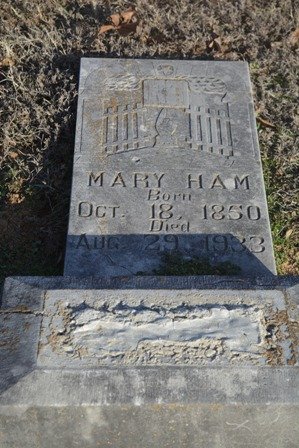 MARY HAM
Born
OCT. 18, 1850
Died
AUG. 29, 1933